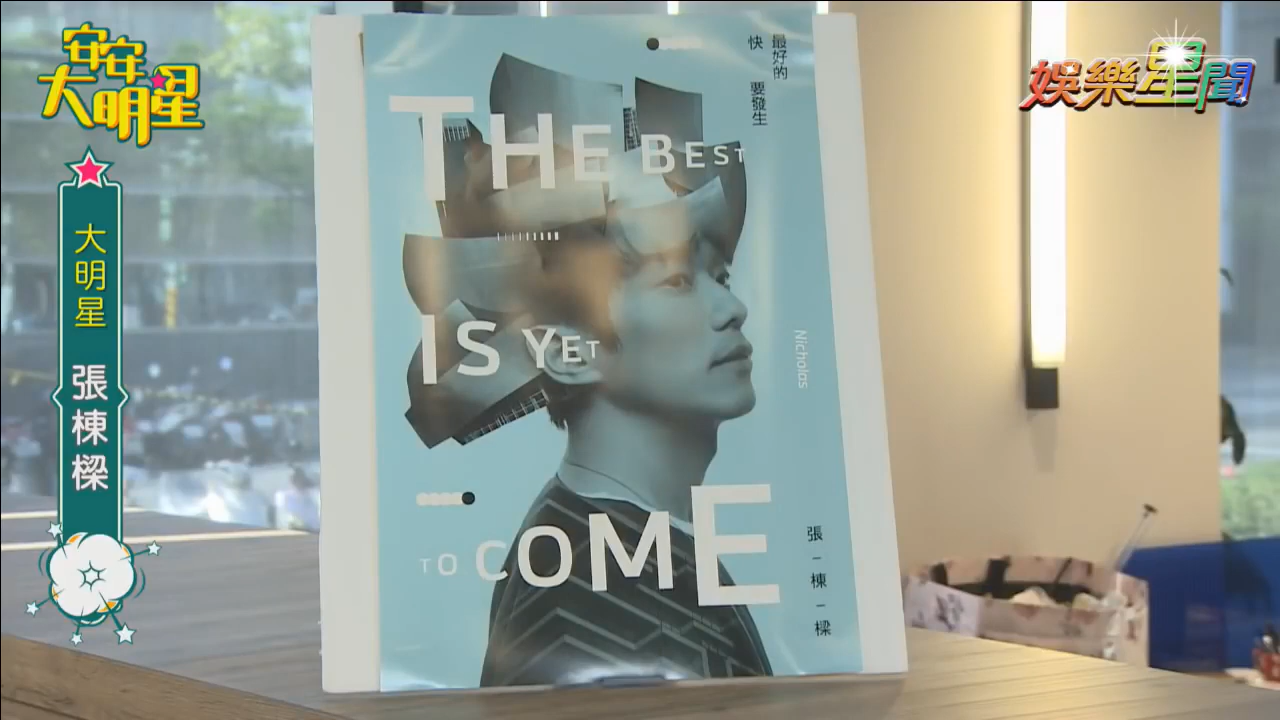 安安
大明星
娛樂星聞
大明星 張棟樑
最好的
快 要發生
THE BEST
IS YET
TO COME
Nicholas
張-棟-樑